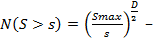 N(S > s) = (Smax/s)^(D/2) −